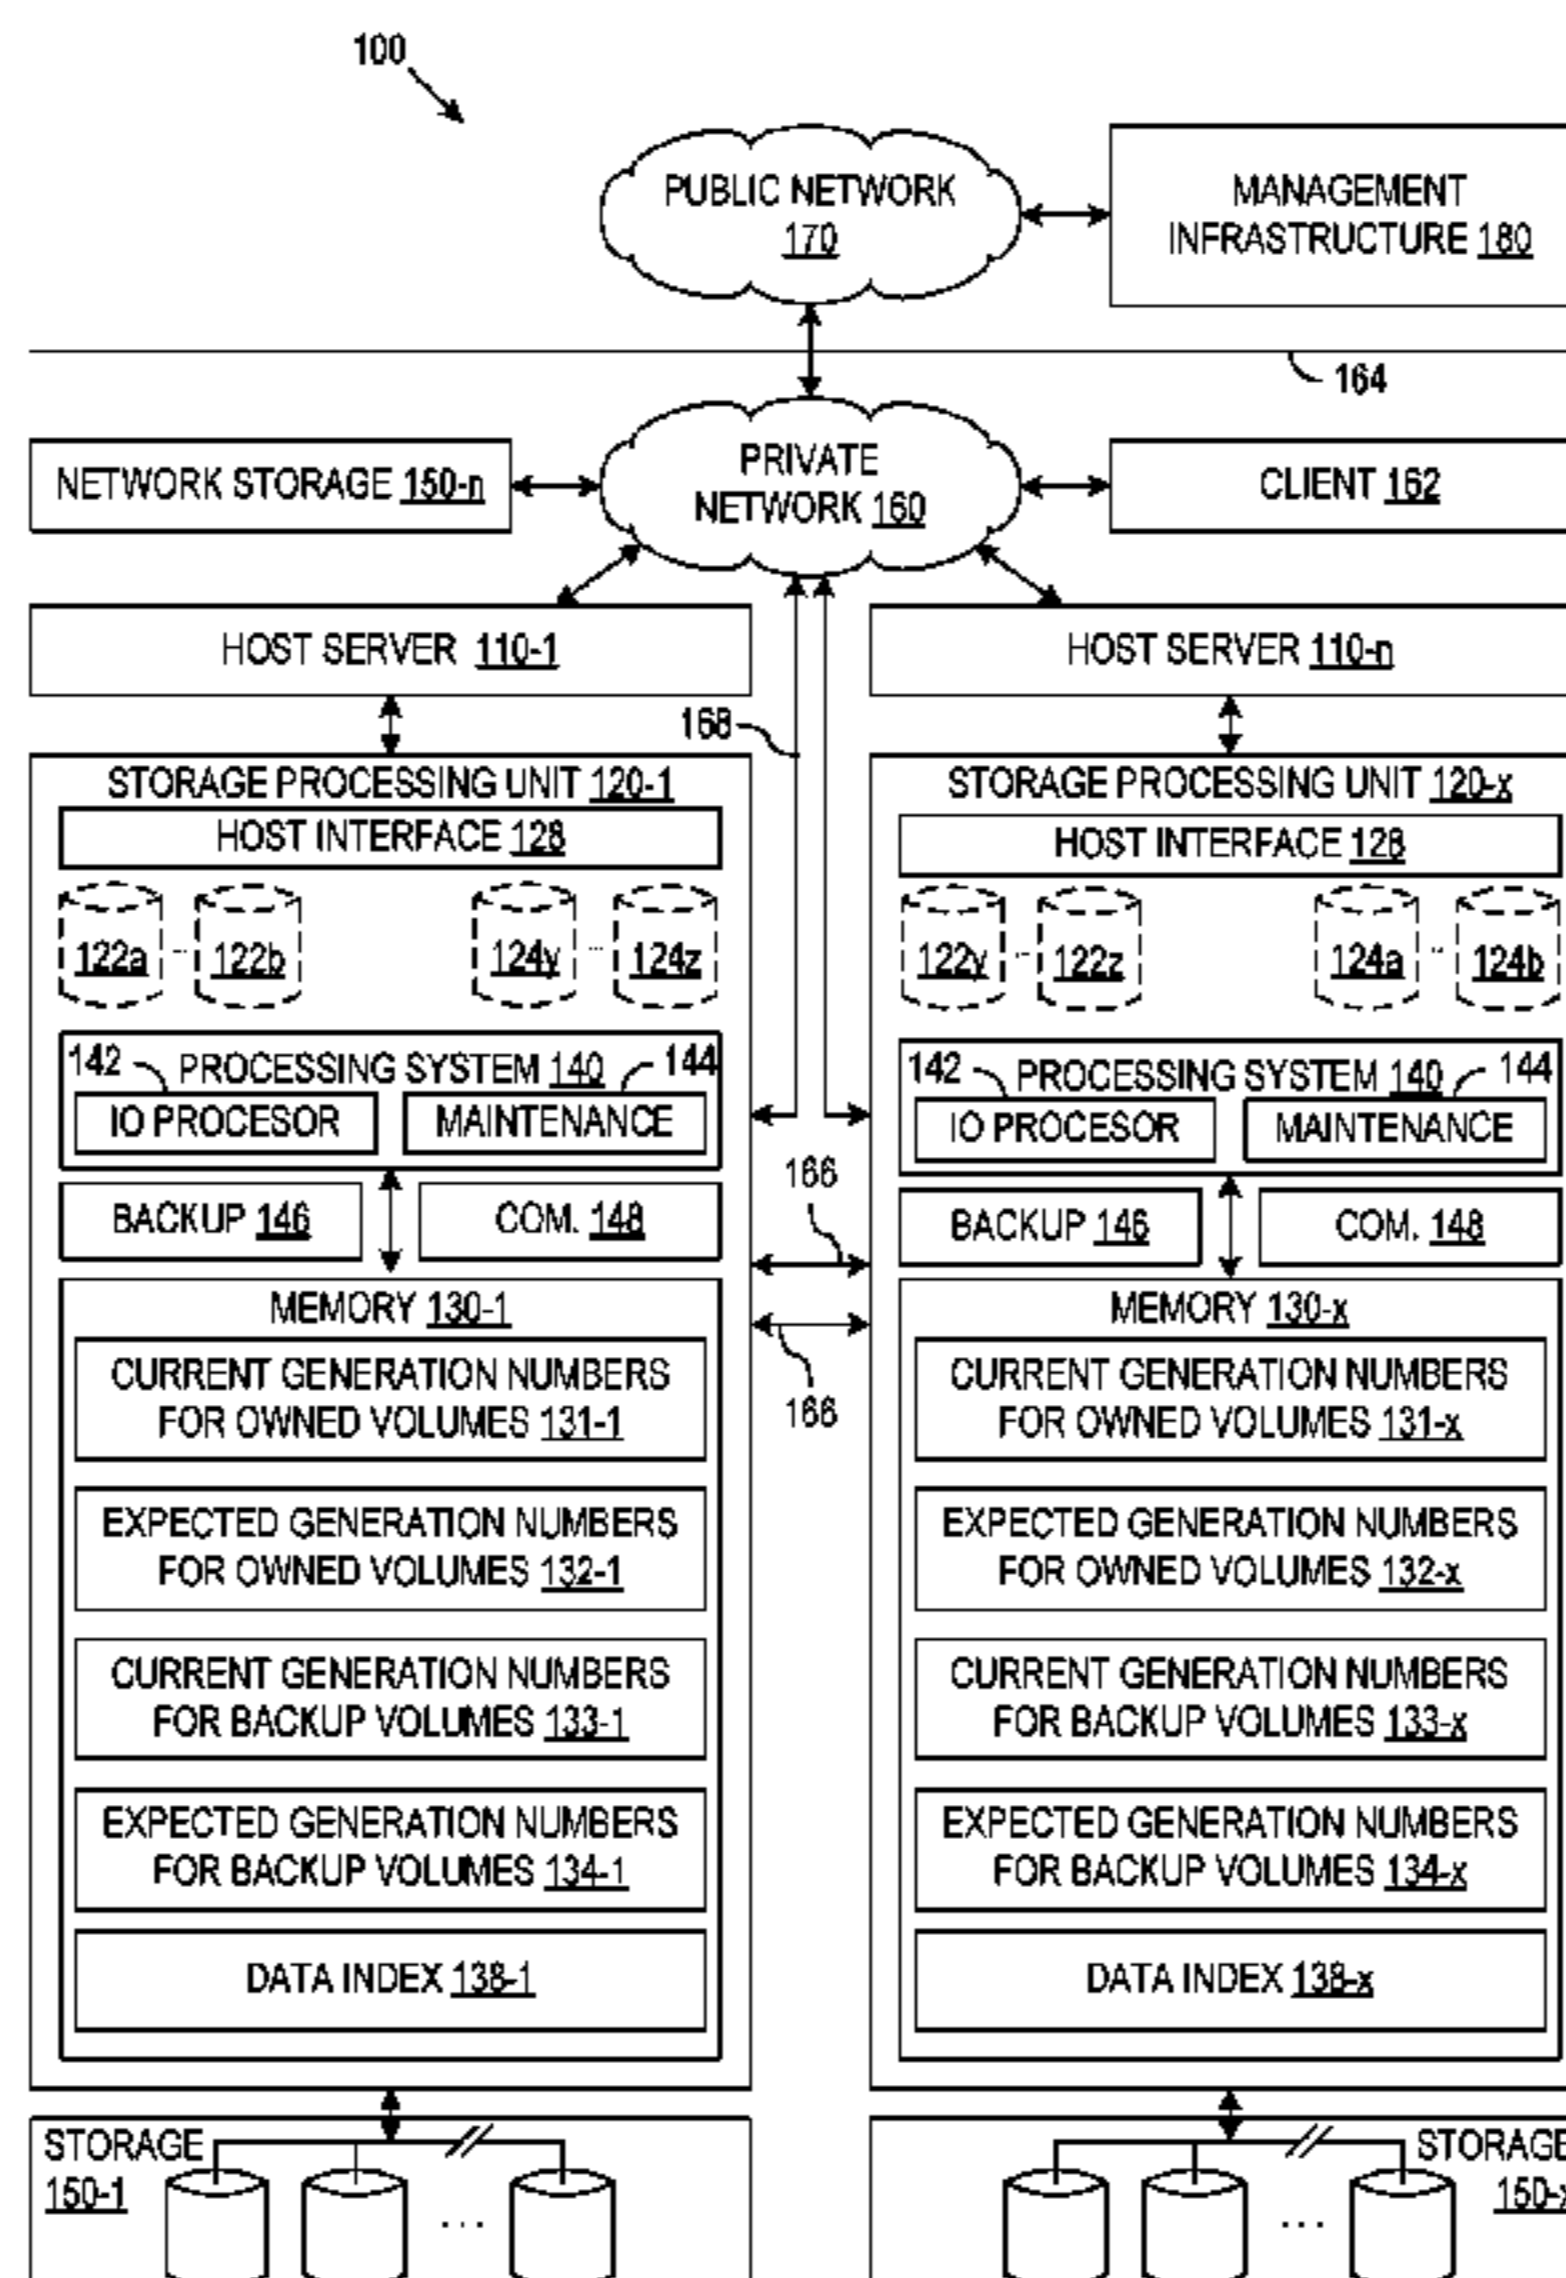 100
PUBLIC NETWORK
170
MANAGEMENT
INFRASTRUCTURE 180
164
NETWORK STORAGE 150-n
PRIVATE
NETWORK 160
CLIENT 162
HOST SERVER 110-1
HOST SERVER 110-n
168
STORAGE PROCESSING UNIT 120-1
HOST INTERFACE 128
122a
122b
124y
124z
142
PROCESSING SYSTEM 140
144
IO PROCESOR
MAINTENANCE
BACKUP 146
COM. 148
MEMORY 130-1
CURRENT GENERATION NUMBERS
FOR OWNED VOLUMES 131-1
EXPECTED GENERATION NUMBERS
FOR OWNED VOLUMES 132-1
CURRENT GENERATION NUMBERS
FOR BACKUP VOLUMES 133-1
EXPECTED GENERATION NUMBERS
FOR BACKUP VOLUMES 134-1
DATA INDEX 138-1
166
166
STORAGE PROCESSING UNIT 120-x
HOST INTERFACE 128
122y
122z
124a
124b
142
PROCESSING SYSTEM 140
144
IO PROCESOR
MAINTENANCE
BACKUP 146
COM. 148
MEMORY 130-x
CURRENT GENERATION NUMBERS
FOR OWNED VOLUMES 131-x
EXPECTED GENERATION NUMBERS
FOR OWNED VOLUMES 132-x
CURRENT GENERATION NUMBERS
FOR BACKUP VOLUMES 133-x
EXPECTED GENERATION NUMBERS
FOR BACKUP VOLUMES 134-x
DATA INDEX 138-x
STORAGE
150-1
...
...
STORAGE
150-x